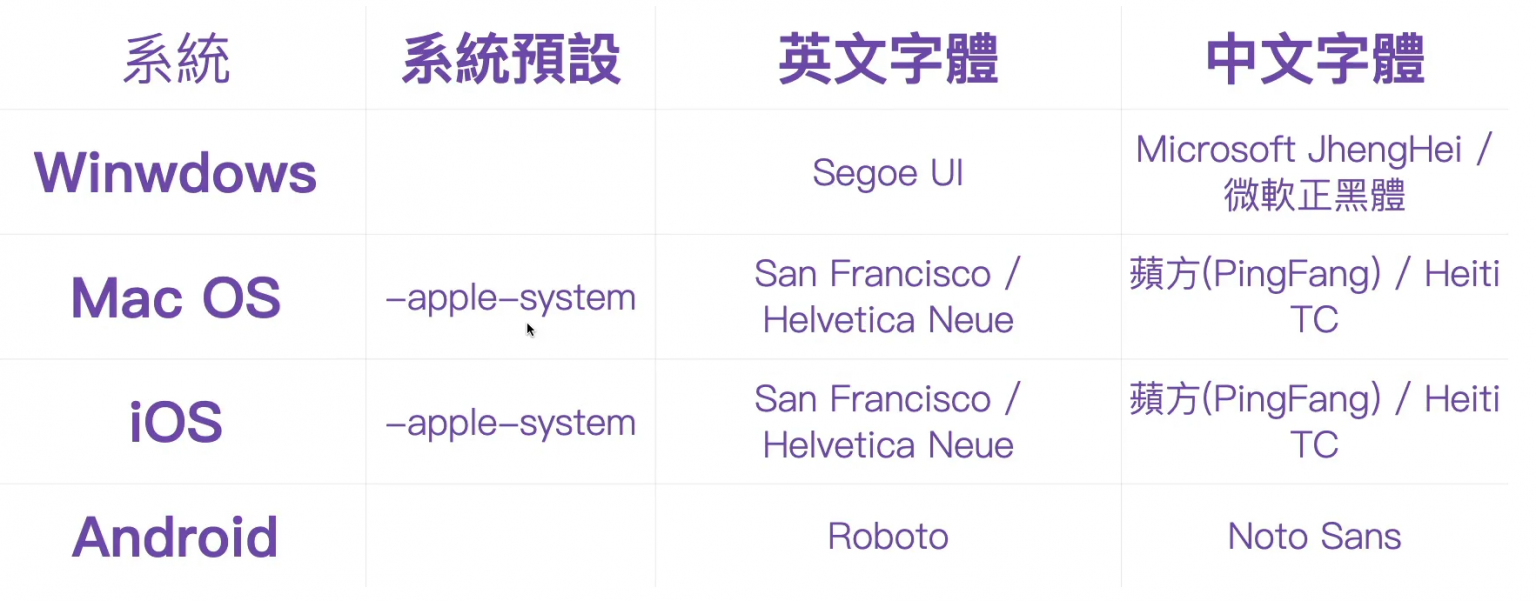 系統 系統預設 英文字體 中文字體
Winwdows Segoe UI Microsoft JhengHei /
微軟正黑體
Mac OS -apple-system San Francisco / 蘋方(PingFang) / Heiti
Helvetica Neue TC
iOS -apple-system San Francisco / 蘋方(PingFang) / Heiti
Helvetica Neue TC
Android Roboto Noto Sans